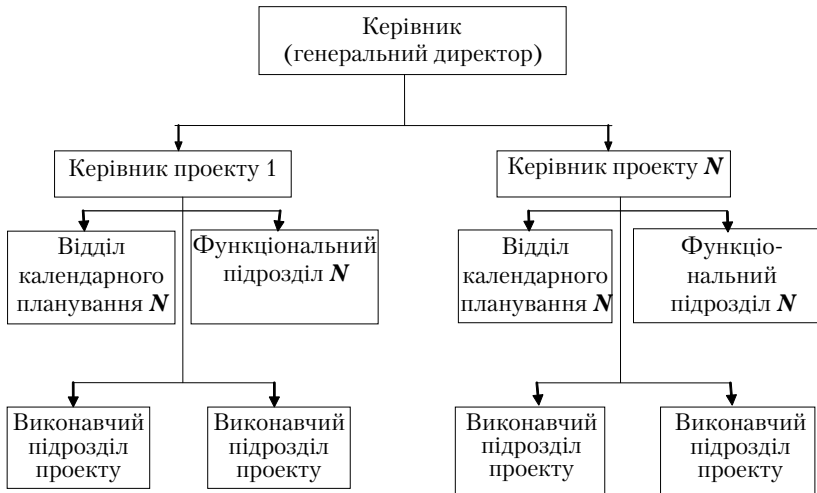 Керівник
(генеральний директор)
Керівник проекту 1
Керівник проекту N
Відділ
календарного
планування N
Функціональний
підрозділ N
Відділ
календарного
планування N
Функціо-
нальний
підрозділ N
Виконавчий
підрозділ
проекту
Виконавчий
підрозділ
проекту
Виконавчий
підрозділ
проекту
Виконавчий
підрозділ
проекту